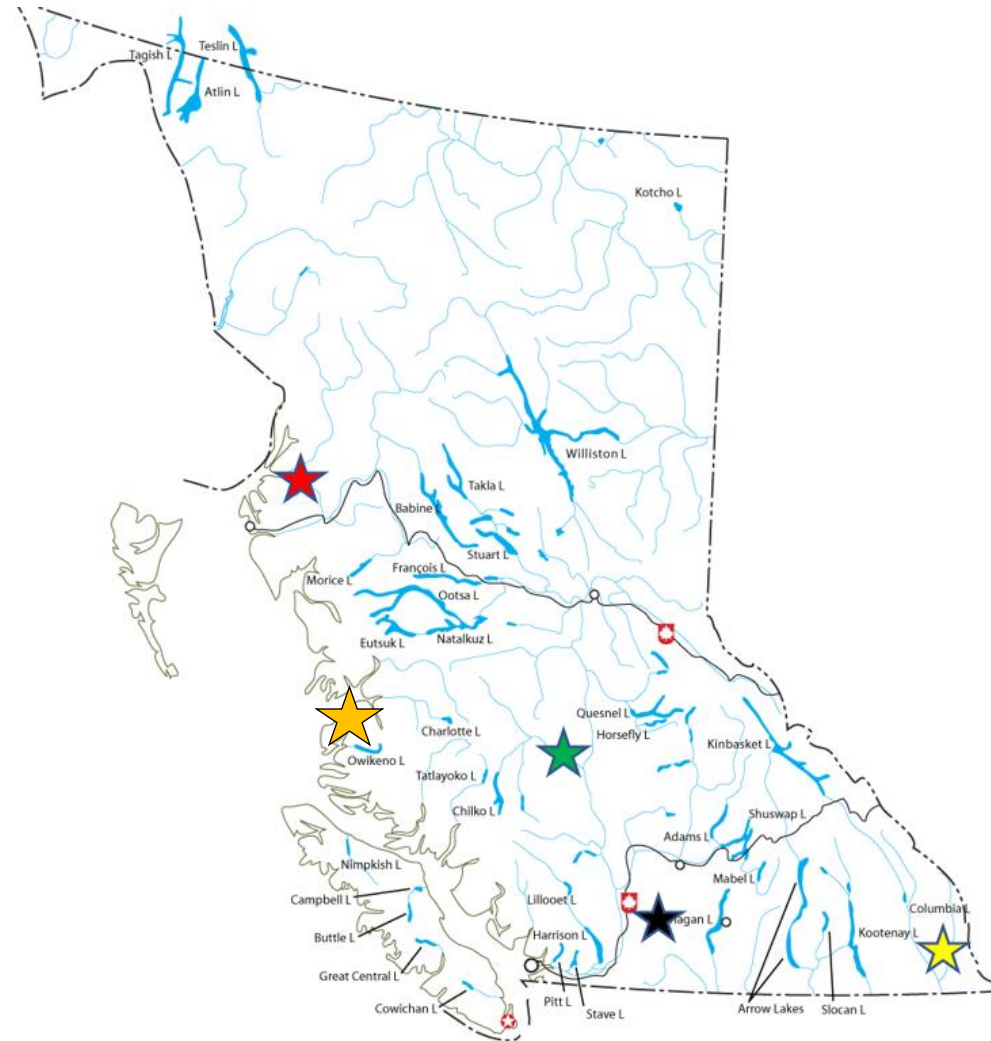 Teslin L
Tagish L
Atlin L
Kotcho L
Williston L
Takla L
Babine L
Stuart L
François L
Morice L
Ootsa L
Eutsuk L
Natalkuz L
Quesnel L
Charlotte L
Horsefly L
Kinbasket L
Owikeno L
Tatlayoko L
Chilko L
Shuswap L
Adams L
Nimpkish L
Mabel L
Campbell L
Lillooet L
Columbia L
nagan L
Buttle L
Harrison L
Kootenay L
Great Central L
Pitt L
Arrow Lakes
Slocan L
Cowichan L
Stave L